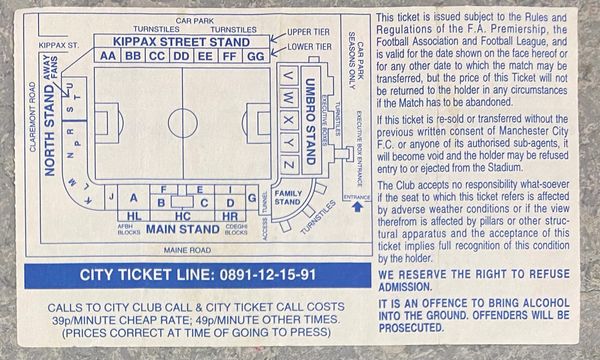 CAR PARK
TURNSTILES TURNSTILES
KIPPAX ST.
KIPPAX STREET STAND
UPPER TIER
LOWER TIER
AA BB CC DD EE FF GG
AWAY FANS
CAR PARK SEASONS ONLY
CLAREMONT ROAD
NORTH STAND
U
T
S
R
P
N
M
L
K
J
V
W
X
Y
Z
UMBRO STAND
EXECUTIVE BOXES
TURNSTILES
EXECUTIVE BOX ENTRANCE
ENTRANCE
A F E I
B C D G
HL HC HR
AFBH BLOCKS
MAIN STAND
CDEGHI BLOCKS
ACCESS TUNNEL
FAMILY STAND
TURNSTILES
MAINE ROAD
CITY TICKET LINE: 0891-12-15-91
CALLS TO CITY CLUB CALL & CITY TICKET CALL COSTS
39p/MINUTE CHEAP RATE; 49p/MINUTE OTHER TIMES.
(PRICES CORRECT AT TIME OF GOING TO PRESS)
This ticket is issued subject to the Rules and
Regulations of the F.A. Premiership, the
Football Association and Football League, and
is valid for the date shown on the face hereof or
for any other date to which the match may be
transferred, but the price of this Ticket will not
be returned to the holder in any circumstances
if the Match has to be abandoned.
If this ticket is re-sold or transferred without the
previous written consent of Manchester City
F.C. or anyone of its authorised sub-agents, it
will become void and the holder may be refused
entry to or ejected from the Stadium.
The Club accepts no responsibility what-soever
if the seat to which this ticket refers is affected
by adverse weather conditions or if the view
therefrom is affected by pillars or other struc-
tural apparatus and the acceptance of this
ticket implies full recognition of this condition
by the holder.
WE RESERVE THE RIGHT TO REFUSE
ADMISSION.
IT IS AN OFFENCE TO BRING ALCOHOL
INTO THE GROUND. OFFENDERS WILL BE
PROSECUTED.